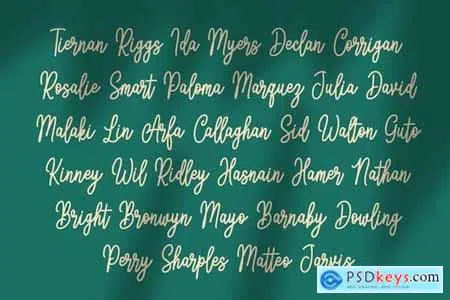 Tiernan Riggs Ida Myers Declan Corrigan
Rosalie Smart Paloma Marquez Julia David
Malaki Lin Arfa Callaghan Sid Walton Guto
Kinney Wil Ridley Hasnain Hamer Nathan
Bright Bronwyn Mayo Barnaby Dowling
Perry Sharples Matteo Jarvis
PSDkeys.com